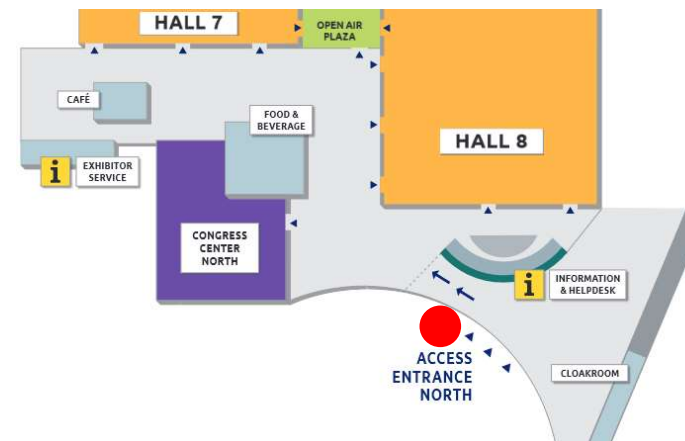 HALL 7
OPEN AIR
PLAZA
CAFÉ
FOOD &
BEVERAGE
HALL 8
i
EXHIBITOR
SERVICE
CONGRESS
CENTER
NORTH
i
INFORMATION
& HELPDESK
ACCESS
ENTRANCE
NORTH
CLOAKROOM